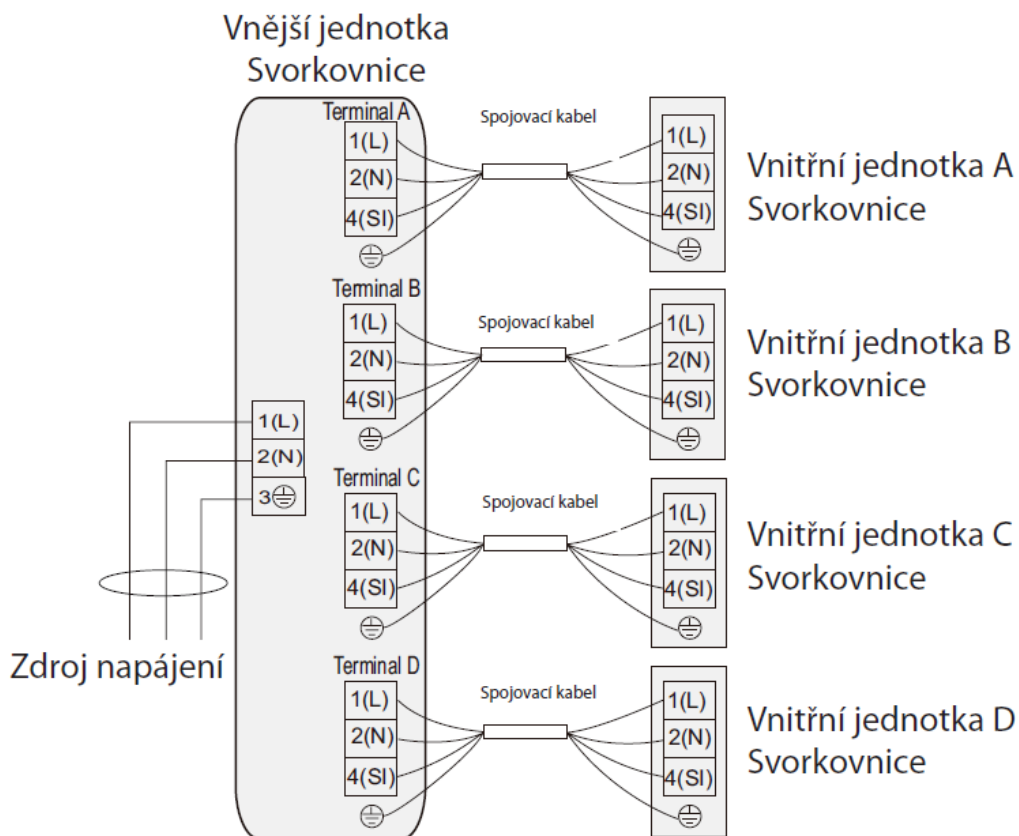 Vnější jednotka
Svorkovnice
Terminal A
1(L)
2(N)
4(SI)
Spojovací kabel
1(L)
2(N)
4(SI)
Vnitřní jednotka A
Svorkovnice
Terminal B
1(L)
2(N)
4(SI)
Spojovací kabel
1(L)
2(N)
4(SI)
Vnitřní jednotka B
Svorkovnice
1(L)
2(N)
3
Zdroj napájení
Terminal C
1(L)
2(N)
4(SI)
Spojovací kabel
1(L)
2(N)
4(SI)
Vnitřní jednotka C
Svorkovnice
Terminal D
1(L)
2(N)
4(SI)
Spojovací kabel
1(L)
2(N)
4(SI)
Vnitřní jednotka D
Svorkovnice